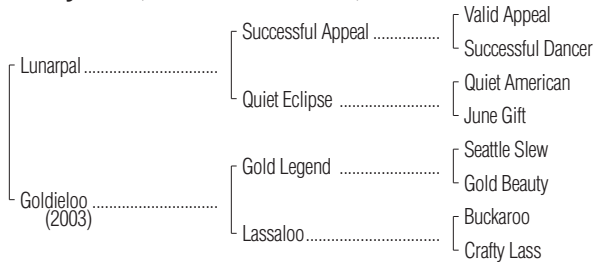 Valid Appeal
Successful Appeal ................
Successful Dancer
Lunarpal ................................
Quiet American
Quiet Eclipse ........................
June Gift
Seattle Slew
Gold Legend ........................
Gold Beauty
Goldieloo ..............................
(2003)
Buckaroo
Lassaloo................................
Crafty Lass